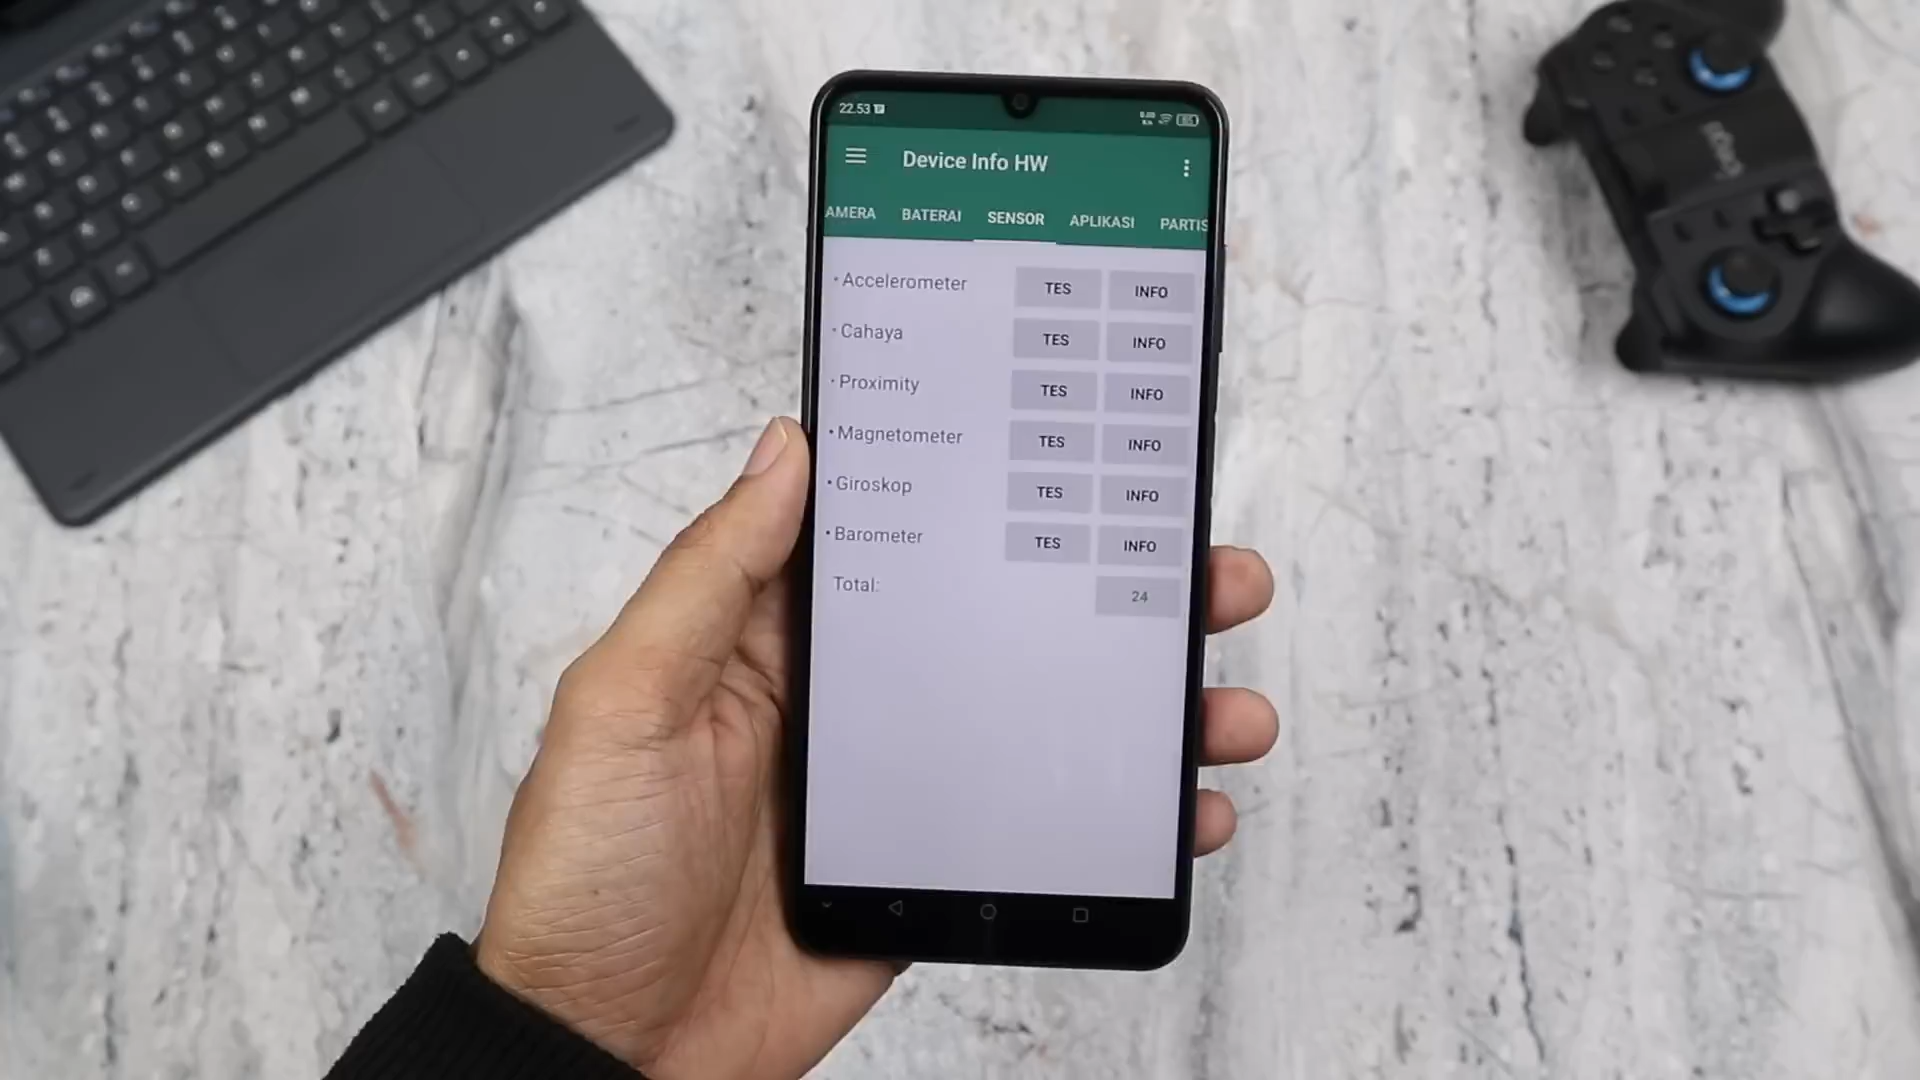 22.53
Device Info HW
AMERA BATERAI SENSOR APLIKASI PARTIS
• Accelerometer TES INFO
• Cahaya TES INFO
• Proximity TES INFO
• Magnetometer TES INFO
• Giroskop TES INFO
• Barometer TES INFO
Total: 24